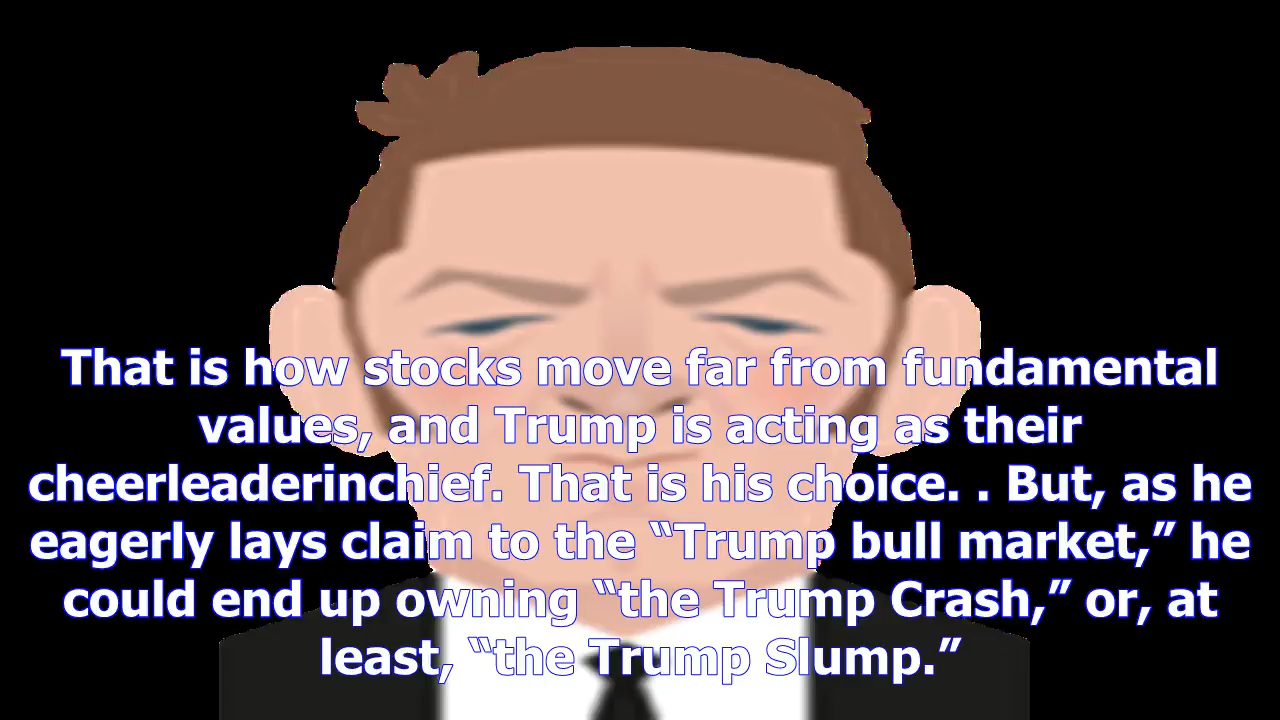 That is how stocks move far from fundamental
values, and Trump is acting as their
cheerleaderinchief. That is his choice. . But, as he
eagerly lays claim to the “Trump bull market,” he
could end up owning “the Trump Crash,” or, at
least, “the Trump Slump.”